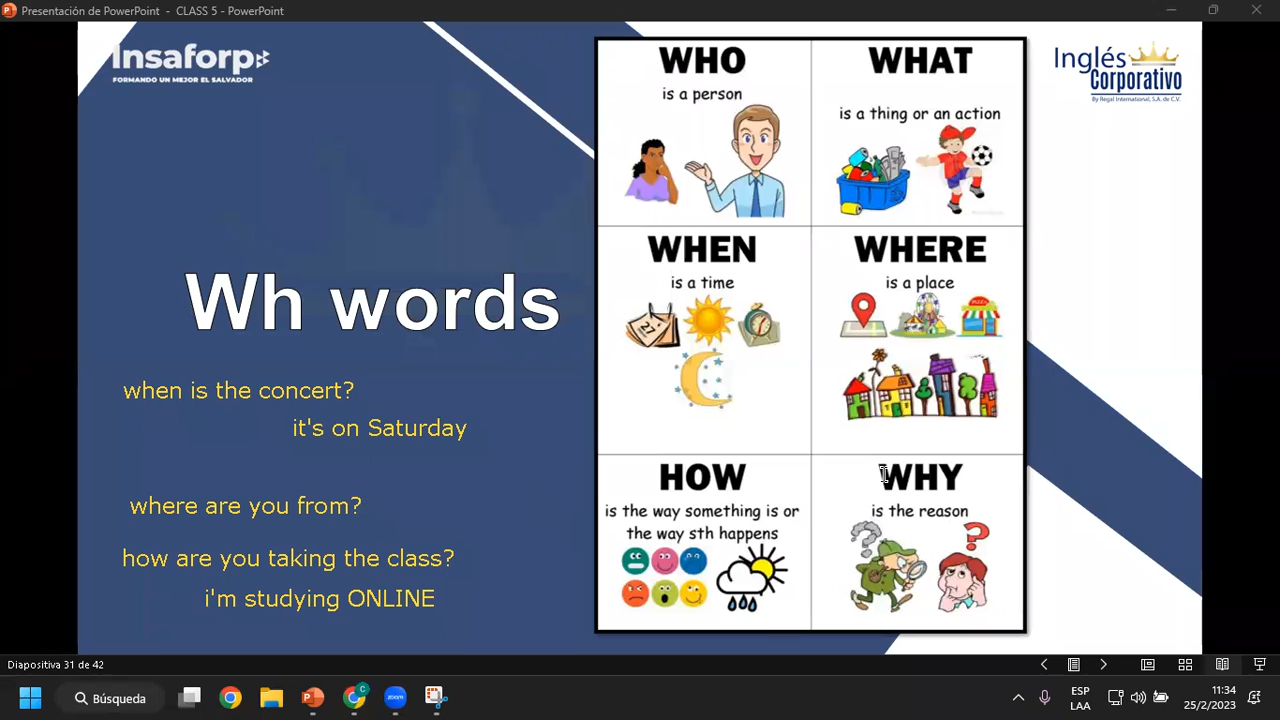 Presentación de PowerPoint - CLASS 5 - PowerPoint
Insaforp
FORMANDO UN MEJOR EL SALVADOR
Inglés
Corporativo
By Regal International, S.A. de C.V.
Wh words
when is the concert?
it's on Saturday
where are you from?
how are you taking the class?
i'm studying ONLINE
WHO
is a person
WHAT
is a thing or an action
WHEN
is a time
27
WHERE
is a place
PIZZA
HOW
is the way something is or
the way sth happens
WHY
is the reason
Diapositiva 31 de 42
Búsqueda
C
zoom
ESP
LAA
11:34
25/2/2023